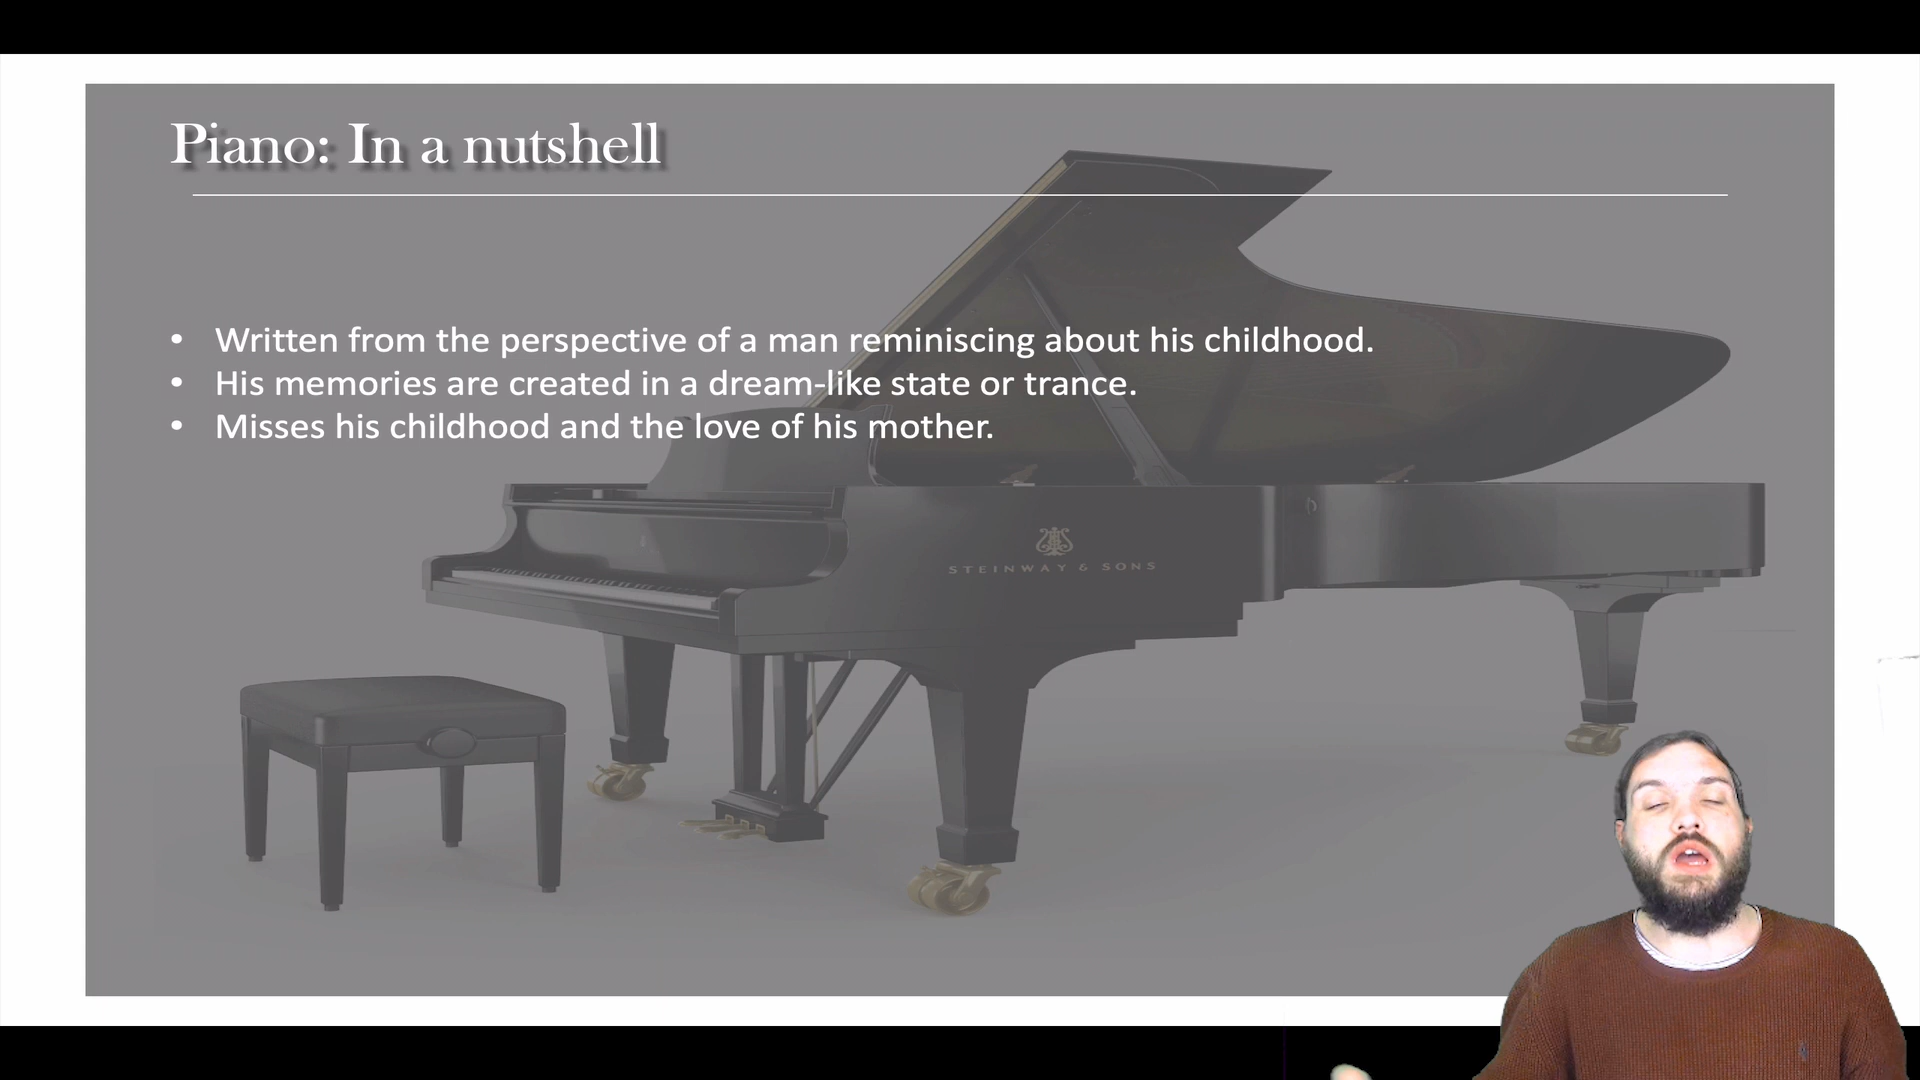 Piano: In a nutshell
• Written from the perspective of a man reminiscing about his childhood.
• His memories are created in a dream-like state or trance.
• Misses his childhood and the love of his mother.
STEINWAY & SONS